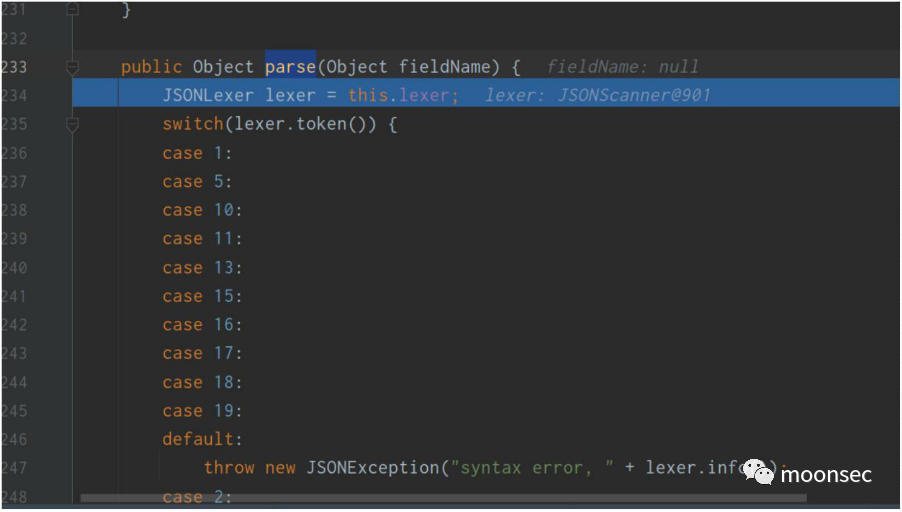 231 }
232
233 public Object parse(Object fieldName) { fieldName: null
234 JSONLexer lexer = this.lexer; lexer: JSONScanner@901
235 switch(lexer.token()) {
236 case 1:
237 case 5:
238 case 10:
239 case 11:
240 case 13:
241 case 15:
242 case 16:
243 case 17:
244 case 18:
245 case 19:
246 default:
247 throw new JSONException("syntax error, " + lexer.info());
248 case 2:
moonsec